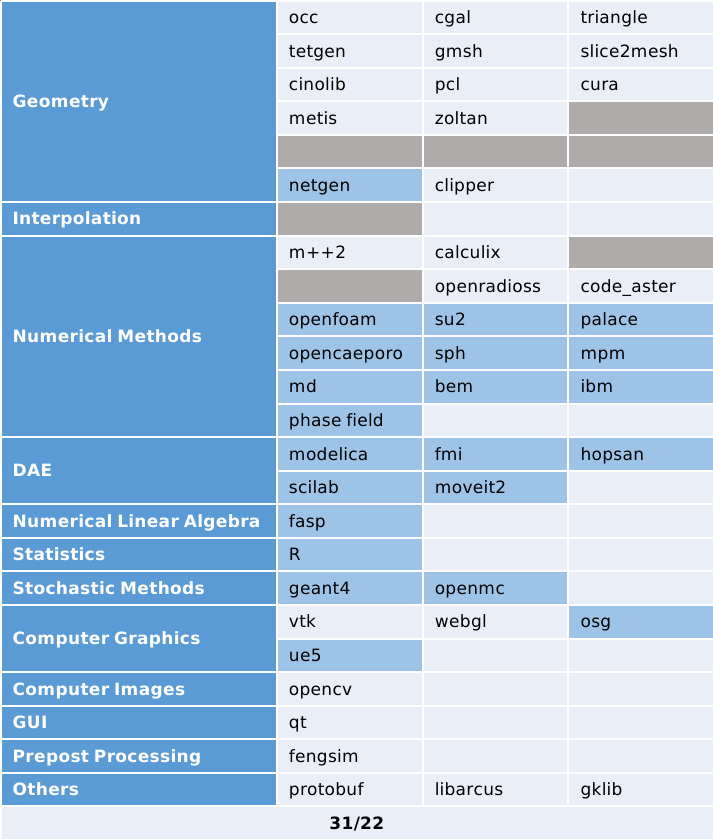 Geometry
occ cgal triangle
tetgen gmsh slice2mesh
cinolib pcl cura
metis zoltan
netgen clipper
Interpolation
Numerical Methods
m++2 calculix
openradioss code_aster
openfoam su2 palace
opencaeporo sph mpm
md bem ibm
phase field
DAE
modelica fmi hopsan
scilab moveit2
Numerical Linear Algebra fasp
Statistics R
Stochastic Methods geant4 openmc
Computer Graphics
vtk webgl osg
ue5
Computer Images opencv
GUI qt
Prepost Processing fengsim
Others protobuf libarcus gklib
31/22